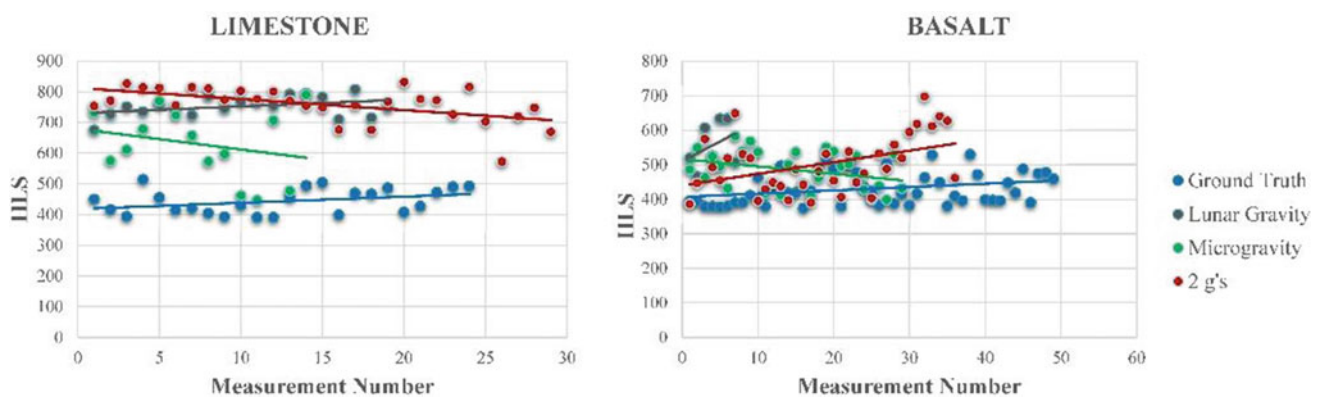 LIMESTONE
900
800
700
600
500
400
300
200
100
0
HLS
0 5 10 15 20 25 30
Measurement Number
BASALT
800
700
600
500
400
300
200
100
0
HLS
0 10 20 30 40 50 60
Measurement Number
Ground Truth
Lunar Gravity
Microgravity
2 g's